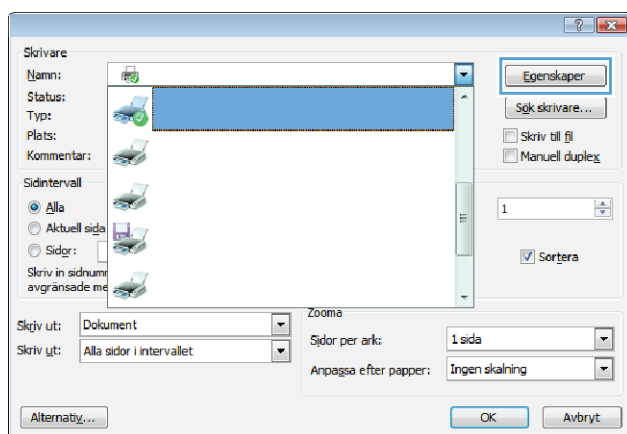 Skrivare
Namn:
Egenskaper
Status:
Sök skrivare...
Typ:
Plats:
Skriv till fil
Kommentar:
Manuell duplex
Sidintervall
Alla
1
Aktuell sida
Sidor:
Sortera
Skriv in
avgränsade
Zooma
Skriv ut: Dokument
Sidor per ark: 1 sida
Skriv ut: Alla sidor i intervallet
Anpassa efter papper: Ingen skalning
Alternativ...
OK
Avbryt